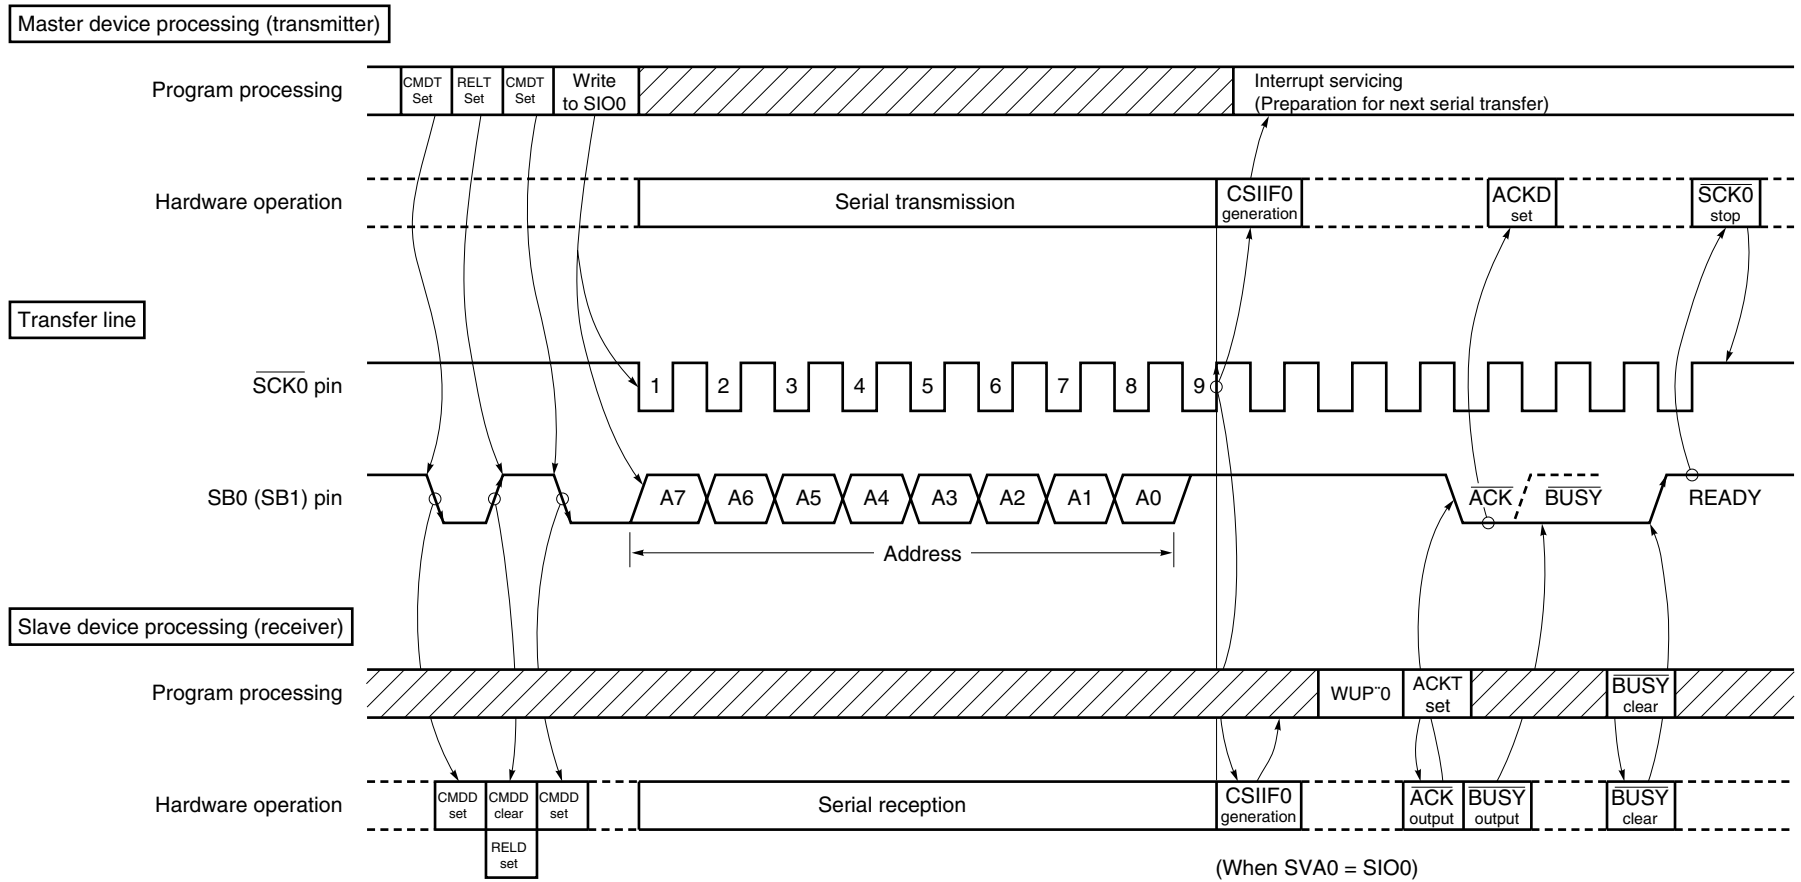 Master device processing (transmitter)
Program processing
CMDT
Set
RELT
Set
CMDT
Set
Write
to SIO0
Interrupt servicing
(Preparation for next serial transfer)
Hardware operation
Serial transmission
CSIIF0
generation
ACKD
set
SCK0
stop
Transfer line
SCK0 pin
1 2 3 4 5 6 7 8 9
SB0 (SB1) pin
A7 A6 A5 A4 A3 A2 A1 A0
ACK
BUSY
READY
Address
Slave device processing (receiver)
Program processing
WUP¨0
ACKT
set
BUSY
clear
Hardware operation
CMDD
set
CMDD
clear
CMDD
set
RELD
set
Serial reception
CSIIF0
generation
ACK
output
BUSY
output
BUSY
clear
(When SVA0 = SIO0)